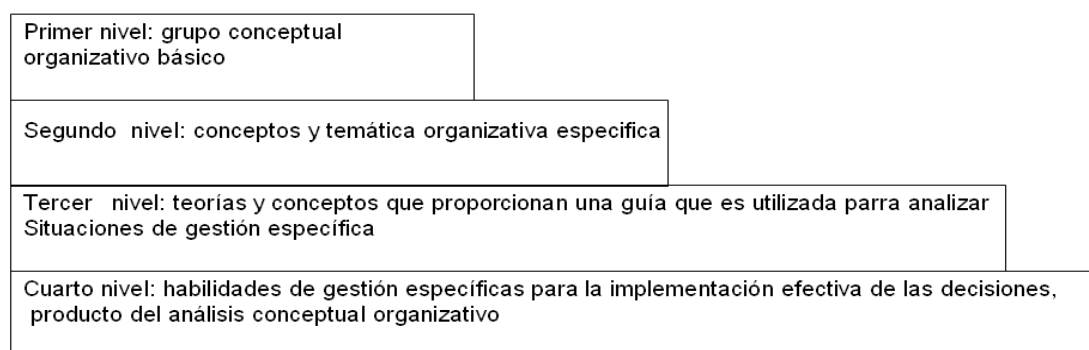 Primer nivel: grupo conceptual
organizativo básico
Segundo nivel: conceptos y temática organizativa especifica
Tercer nivel: teorías y conceptos que proporcionan una guía que es utilizada parra analizar
Situaciones de gestión específica
Cuarto nivel: habilidades de gestión específicas para la implementación efectiva de las decisiones,
producto del análisis conceptual organizativo